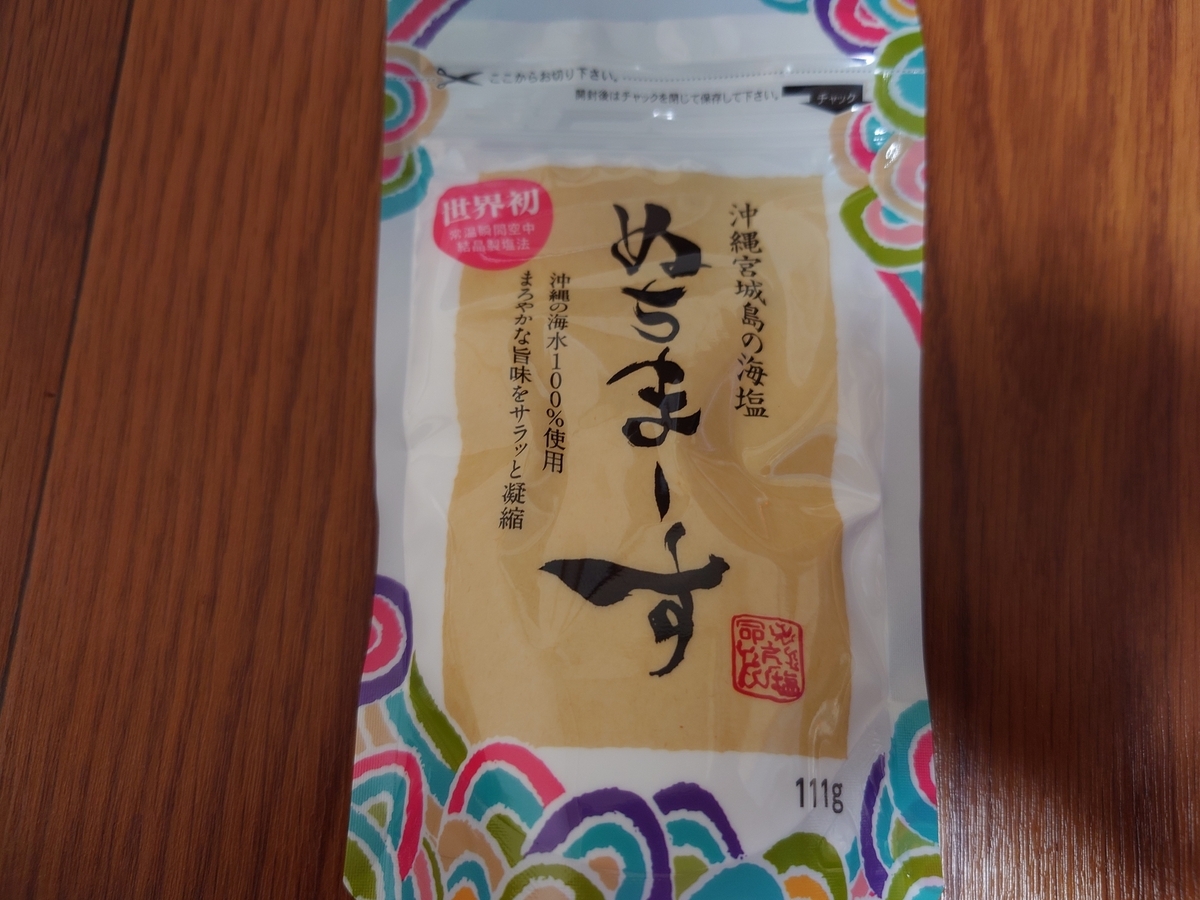 ここからお切り下さい。
開封後はチャックを閉じて保存して下さい。
チャック
世界初
常温瞬間空中
結晶製塩法
沖縄宮城島の海塩
ぬちまーす
沖縄の海水100%使用
まろやかな旨味をサラッと凝縮
111g